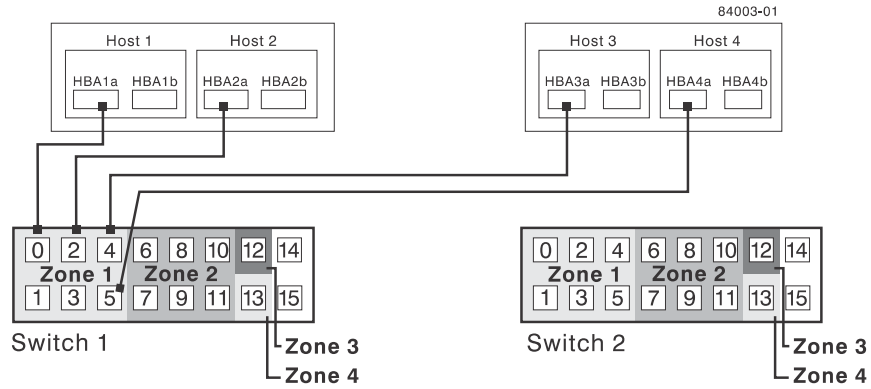 84003-01
Host 1 Host 2 Host 3 Host 4
HBA1a HBA1b HBA2a HBA2b HBA3a HBA3b HBA4a HBA4b
0 2 4 6 8 10 12 14 0 2 4 6 8 10 12 14
Zone 1 Zone 2 Zone 1 Zone 2
1 3 5 7 9 11 13 15 1 3 5 7 9 11 13 15
Switch 1 Switch 2
Zone 3 Zone 3
Zone 4 Zone 4